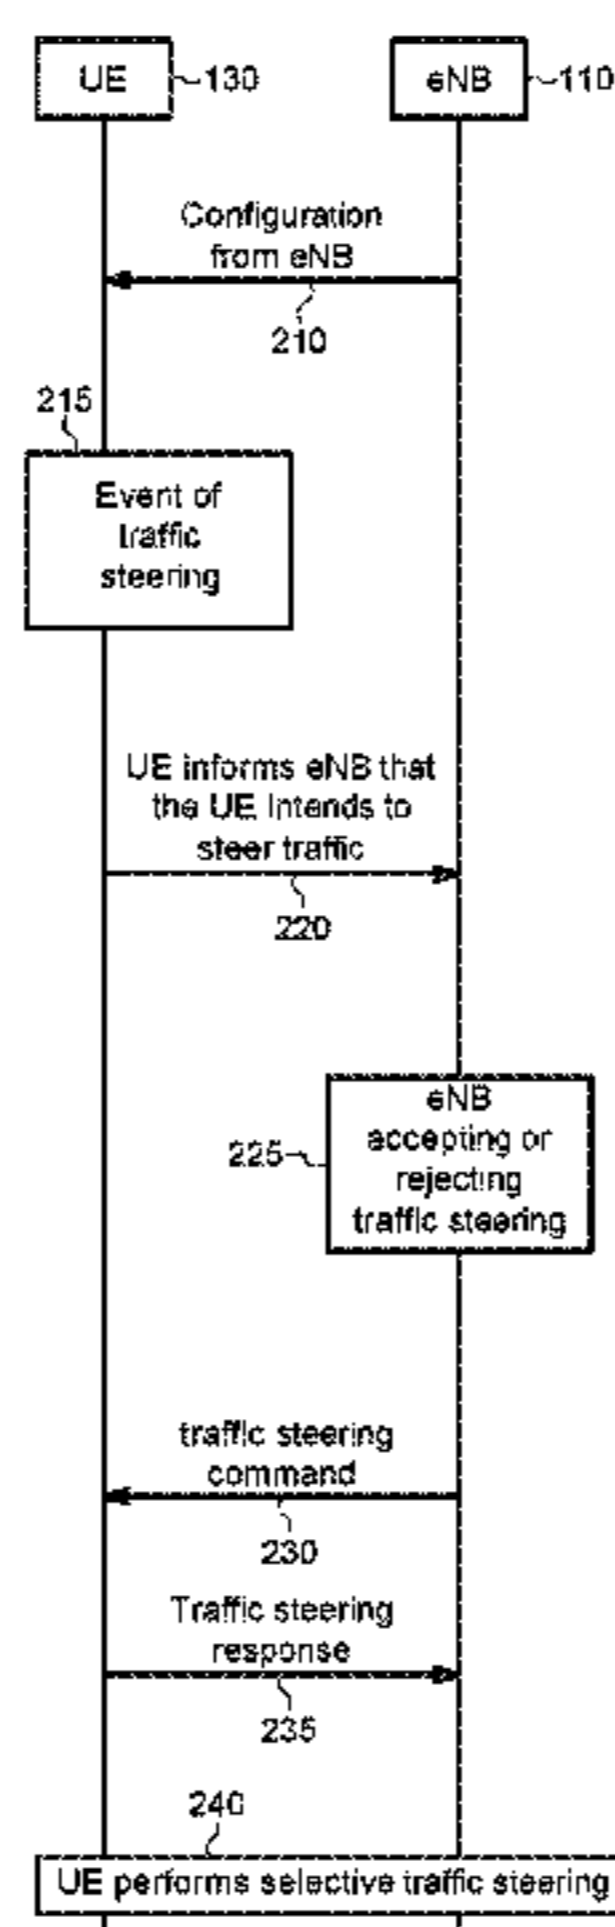 UE 130 eNB 110
Configuration
from eNB
210
215
Event of
traffic
steering
UE informs eNB that
the UE Intends to
steer traffic
220
eNB
accepting or
rejecting
traffic steering
225
traffic steering
command
230
Traffic steering
response
235
240
UE performs selective traffic steering